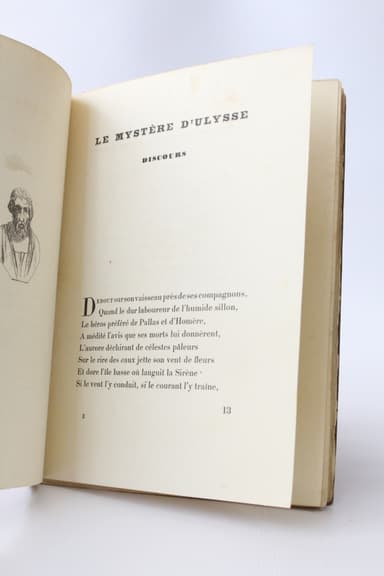 LE MYSTÈRE D'ULYSSE
DISCOURS
DEBOUT sur son vaisseau près de ses compagnons,
Quand le dur laboureur de l'humide sillon,
Le héros préféré de Pallas et d'Homère,
A médité l'avis que ses morts lui donnèrent,
L'aurore déchirant de célestes pâleurs
Sur le rire des eaux jette son vent de fleurs
Et dore l'île basse où languit la Sirène.
Si le vent l'y conduit, si le courant l'y traîne,
2
13